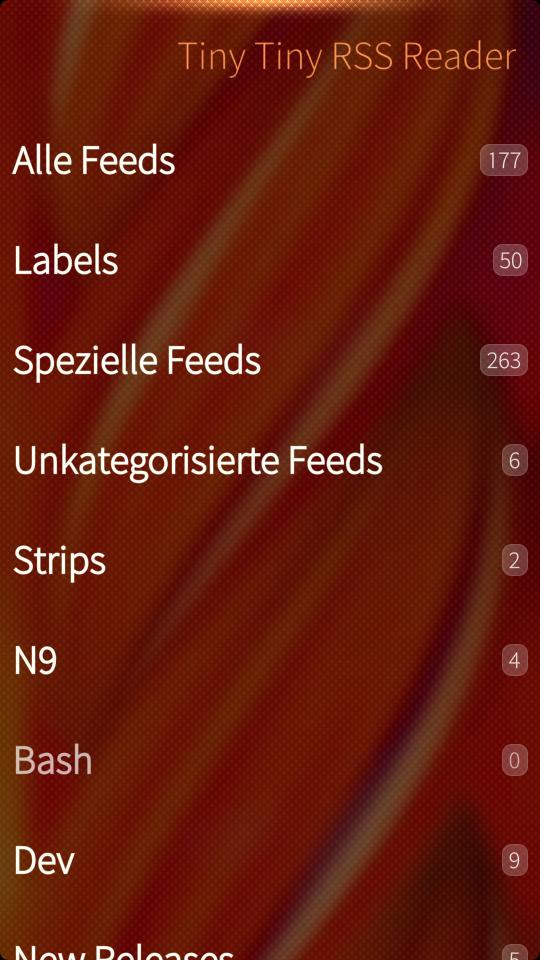 Tiny Tiny RSS Reader
Alle Feeds 177
Labels 50
Spezielle Feeds 263
Unkategorisierte Feeds 6
Strips 2
N9 4
Bash 0
Dev 9
New Releases 5